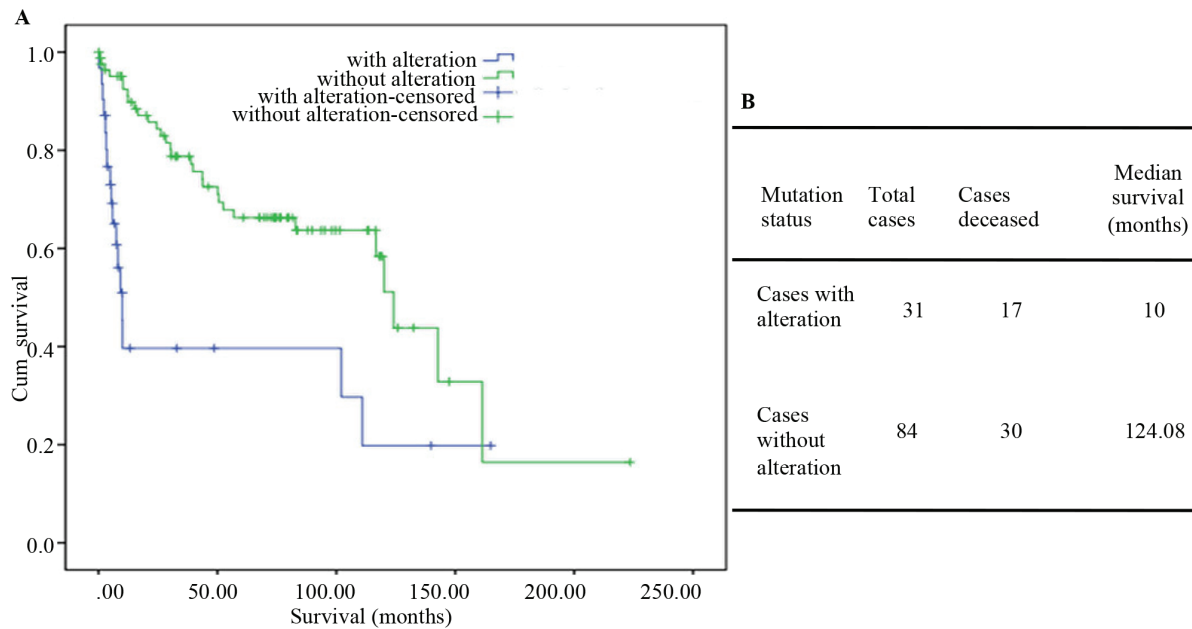 A
1.0
0.8
0.6
0.4
0.2
0.0
Cum_survival
with alteration
without alteration
with alteration-censored
without alteration-censored
.00
50.00
100.00
150.00
200.00
250.00
Survival (months)
B
Mutation
status
Total
cases
Cases
deceased
Median
survival
(months)
Cases with
alteration
31
17
10
Cases
without
alteration
84
30
124.08